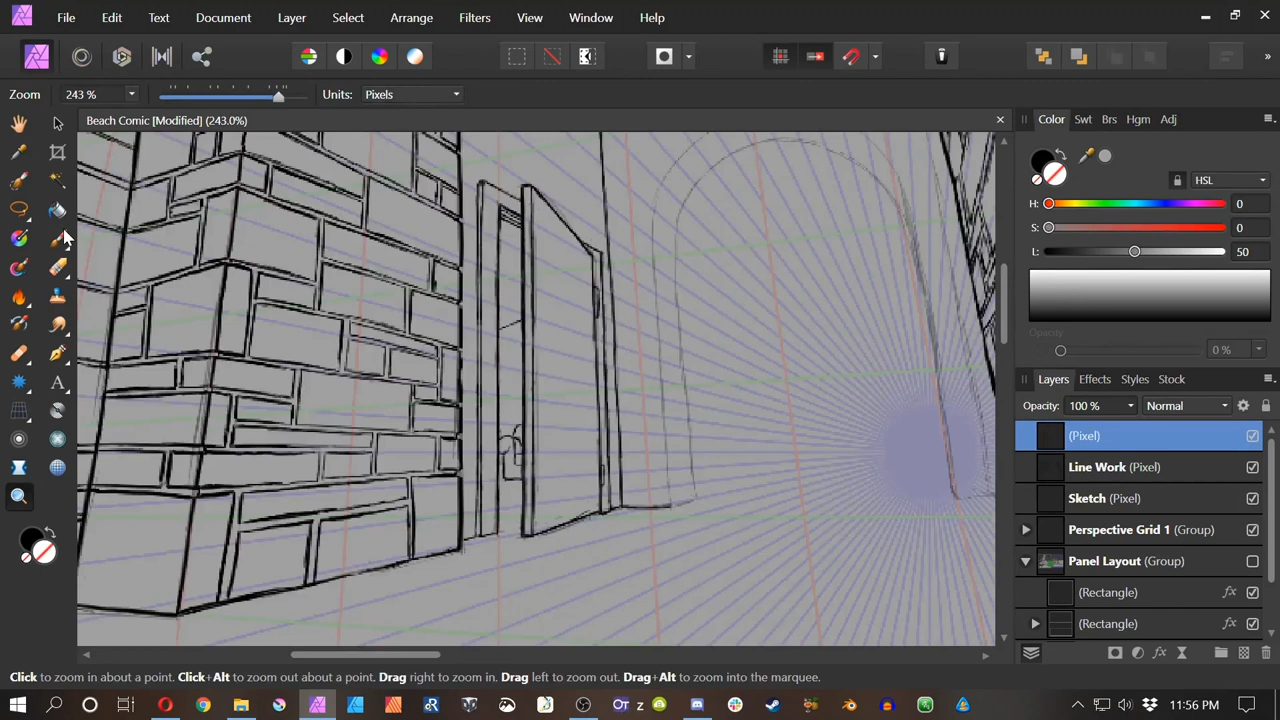 File Edit Text Document Layer Select Arrange Filters View Window Help
Zoom 243 % Units: Pixels
Beach Comic [Modified] (243.0%)
Color Swt Brs Hgm Adj
HSL
H: 0
S: 0
L: 50
Opacity
0 %
Layers Effects Styles Stock
Opacity: 100 % Normal
(Pixel)
Line Work (Pixel)
Sketch (Pixel)
Perspective Grid 1 (Group)
Panel Layout (Group)
(Rectangle) fx
(Rectangle) fx
Click to zoom in about a point. Click+Alt to zoom out about a point. Drag right to zoom in. Drag left to zoom out. Drag+Alt to zoom into the marquee.
11:56 PM